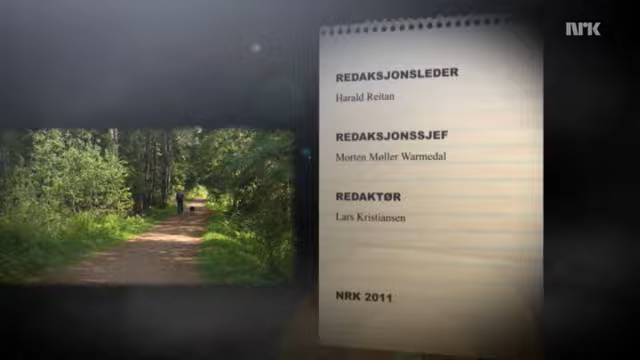 NRK
REDAKSJONSLEDER
Harald Reitan
REDAKSJONSSJEF
Morten Møller Warmedal
REDAKTØR
Lars Kristiansen
NRK 2011